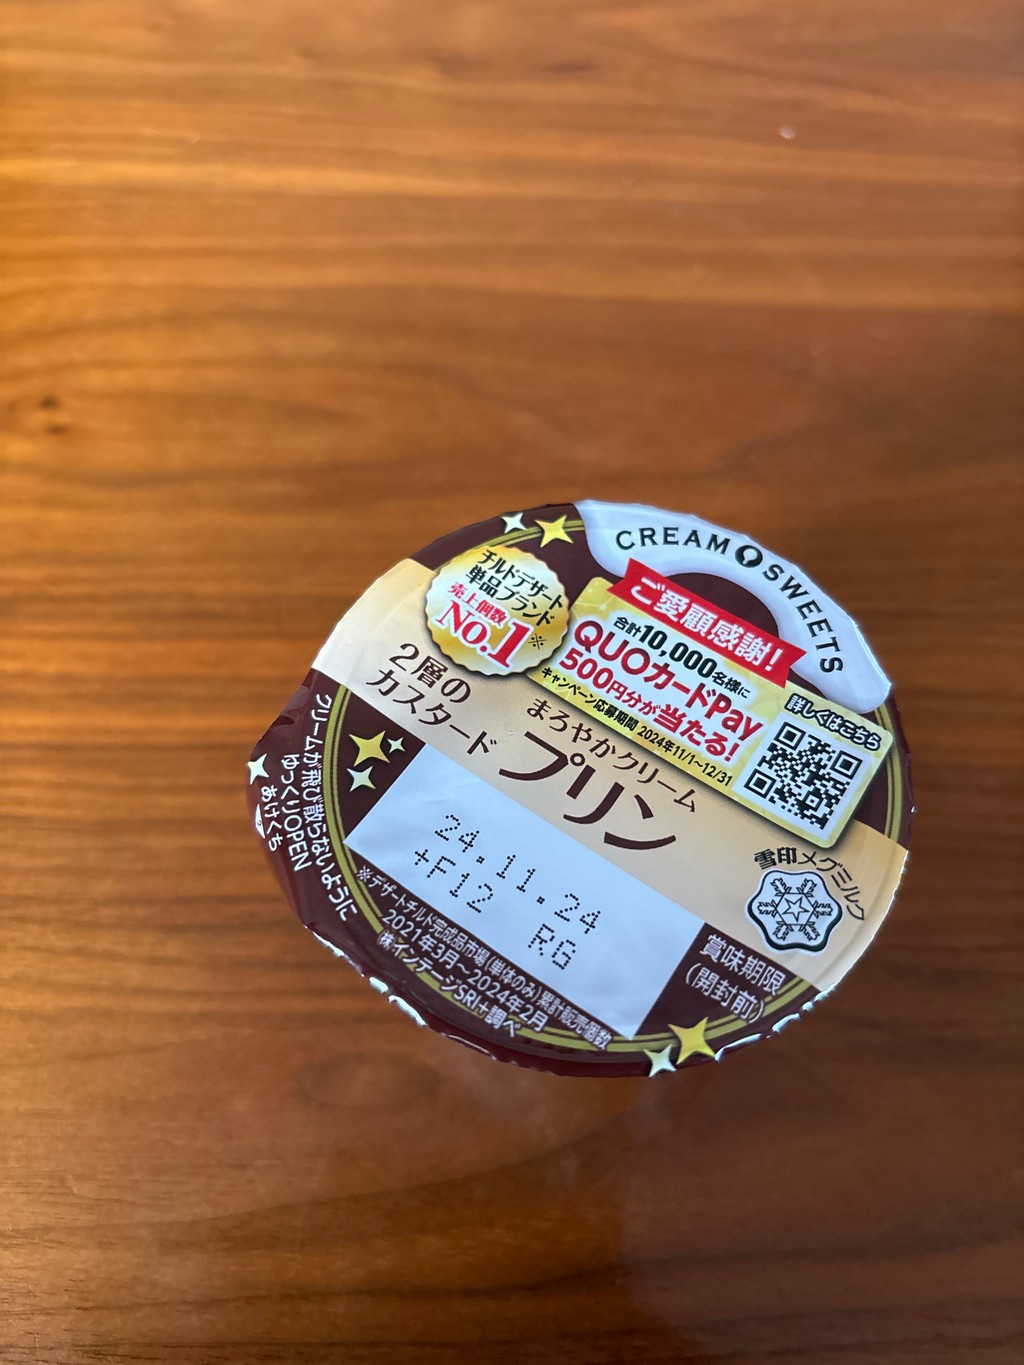 CREAM SWEETS
チルドデザート
単品ブランド
売上個数
No.1※
ご愛顧感謝!
合計10,000名様に
QUOカードPay
500円分が当たる!
キャンペーン応募期間 2024年11/1~12/31
詳しくはこちら
2層の
カスタード
まろやかクリーム
プリン
雪印メグミルク
24.11.24
+F12 RG
賞味期限
(開封前)
クリームが飛び散らないように
ゆっくりOPEN
あけくち
※デザートチルド完成品市場(単体のみ)累計販売個数
2021年3月~2024年2月
㈱インテージSRI+調べ